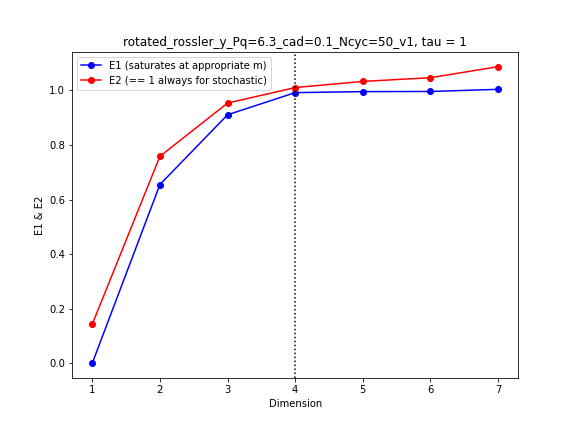 rotated_rossler_y_Pq=6.3_cad=0.1_Ncyc=50_v1, tau = 1
E1 (saturates at appropriate m)
E2 (== 1 always for stochastic)
1.0
0.8
0.6
0.4
0.2
0.0
E1 & E2
1 2 3 4 5 6 7
Dimension